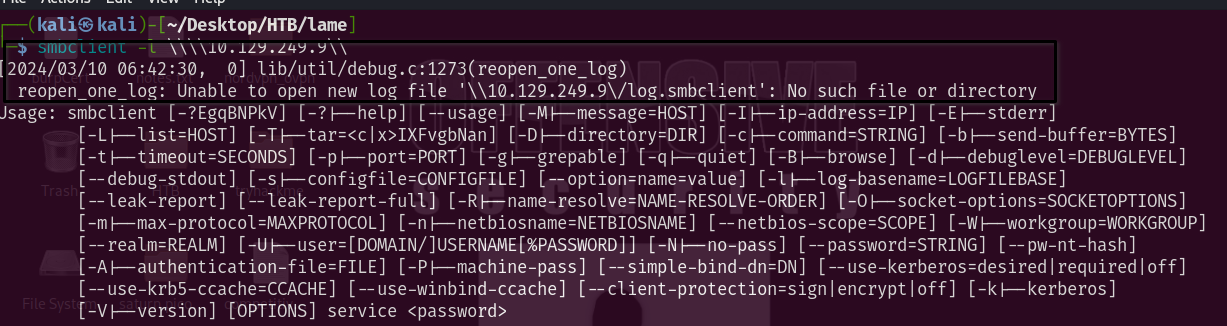 File Actions Edit View Help
┌──(kali㉿kali)-[~/Desktop/HTB/lame]
└─$ smbclient -l \\\\10.129.249.9\\
[2024/03/10 06:42:30,  0] lib/util/debug.c:1273(reopen_one_log)
reopen_one_log: Unable to open new log file '\\10.129.249.9\/log.smbclient': No such file or directory
Usage: smbclient [-?EgqBNPkV] [-?├──help] [--usage] [-M├──message=HOST] [-I├──ip-address=IP] [-E├──stderr]
[-L├──list=HOST] [-T├──tar=<c|x>IXFvgbNan] [-D├──directory=DIR] [-c├──command=STRING] [-b├──send-buffer=BYTES]
[-t├──timeout=SECONDS] [-p├──port=PORT] [-g├──grepable] [-q├──quiet] [-B├──browse] [-d├──debuglevel=DEBUGLEVEL]
[--debug-stdout] [-s├──configfile=CONFIGFILE] [--option=name=value] [-l├──log-basename=LOGFILEBASE]
[--leak-report] [--leak-report-full] [-R├──name-resolve=NAME-RESOLVE-ORDER] [-O├──socket-options=SOCKETOPTIONS]
[-m├──max-protocol=MAXPROTOCOL] [-n├──netbiosname=NETBIOSNAME] [--netbios-scope=SCOPE] [-W├──workgroup=WORKGROUP]
[--realm=REALM] [-U├──user=[DOMAIN/]USERNAME[%PASSWORD]] [-N├──no-pass] [--password=STRING] [--pw-nt-hash]
[-A├──authentication-file=FILE] [-P├──machine-pass] [--simple-bind-dn=DN] [--use-kerberos=desired|required|off]
[--use-krb5-ccache=CCACHE] [--use-winbind-ccache] [--client-protection=sign|encrypt|off] [-k├──kerberos]
[-V├──version] [OPTIONS] service <password>
Trash
File System